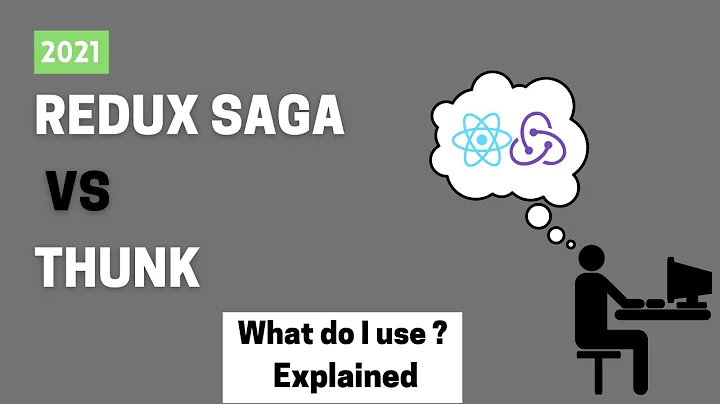 2021
REDUX SAGA
VS
THUNK
What do I use ?
Explained